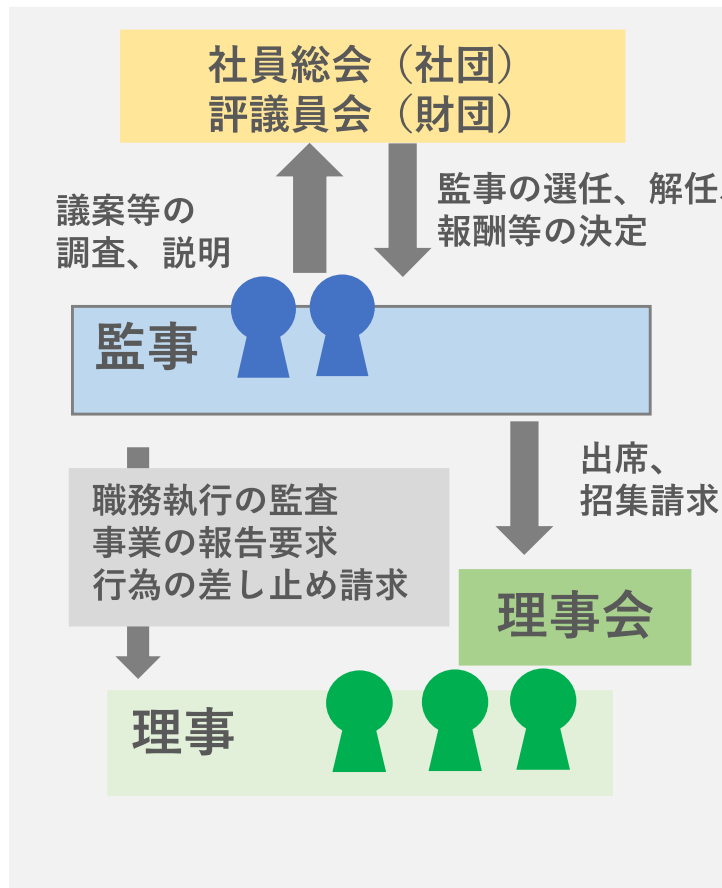 社員総会（社団）
評議員会（財団）
議案等の
調査、説明
監事の選任、解任、
報酬等の決定
監事
出席、
招集請求
職務執行の監査
事業の報告要求
行為の差し止め請求
理事会
理事